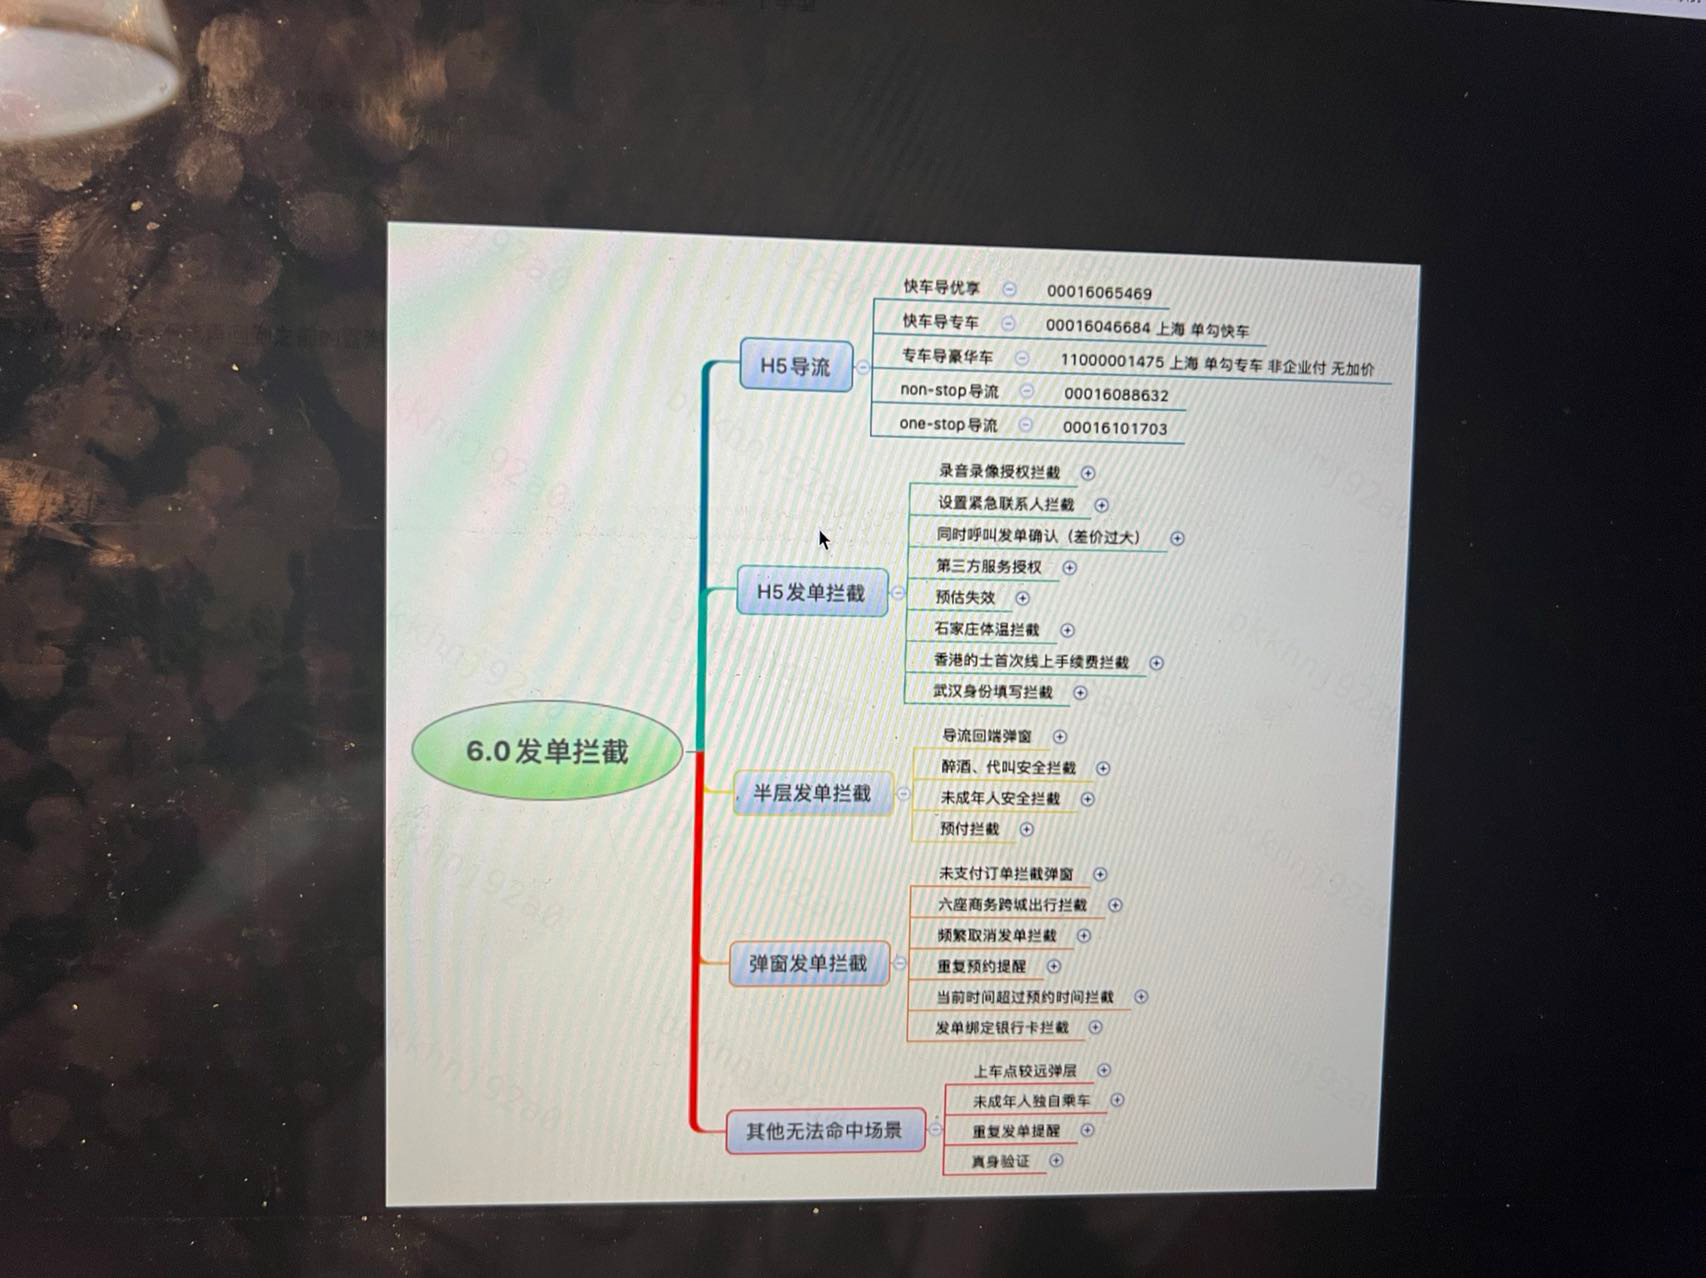 6.0发单拦截
H5导流
快车导优享 00016065469
快车导专车 00016046684 上海 单勾快车
专车导豪华车 11000001475 上海 单勾专车 非企业付 无加价
non-stop导流 00016088632
one-stop导流 00016101703
H5发单拦截
录音录像授权拦截
设置紧急联系人拦截
同时呼叫发单确认（差价过大）
第三方服务授权
预估失效
石家庄体温拦截
香港的士首次线上手续费拦截
武汉身份填写拦截
半层发单拦截
导流回端弹窗
醉酒、代叫安全拦截
未成年人安全拦截
预付拦截
弹窗发单拦截
未支付订单拦截弹窗
六座商务跨城出行拦截
频繁取消发单拦截
重复预约提醒
当前时间超过预约时间拦截
发单绑定银行卡拦截
其他无法命中场景
上车点较远弹层
未成年人独自乘车
重复发单提醒
真身验证